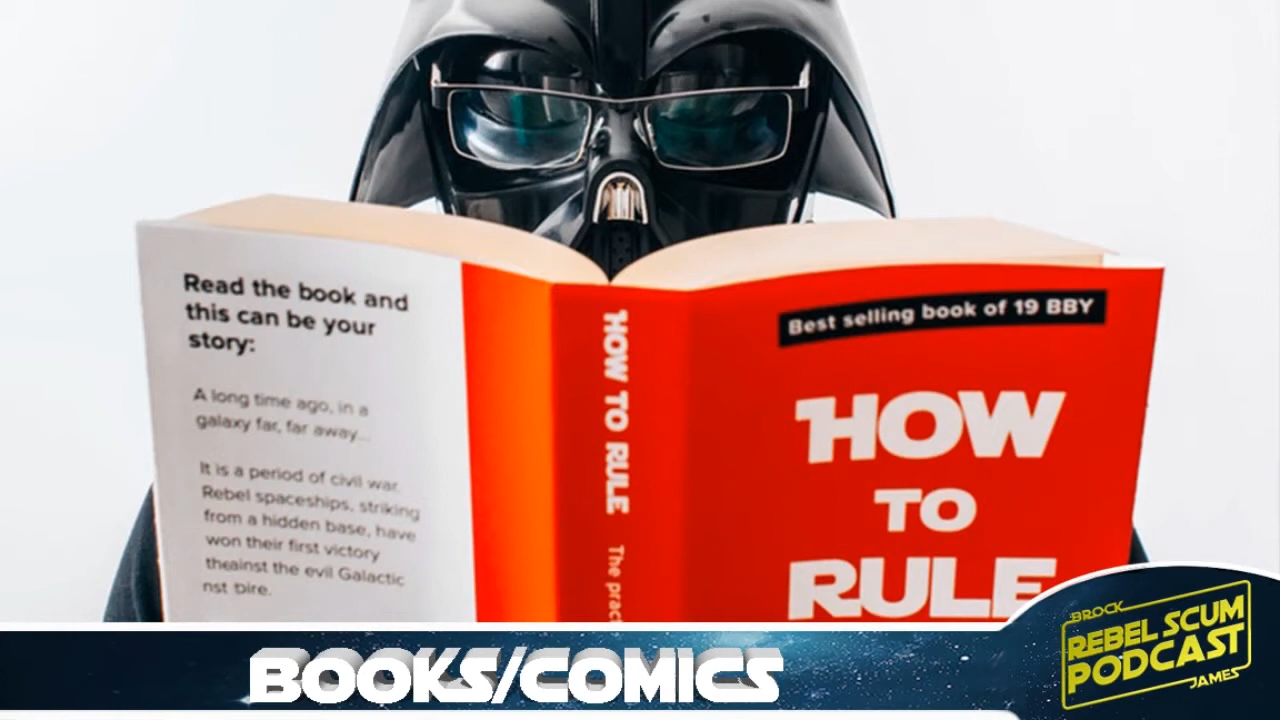 Read the book and
this can be your
story:
A long time ago, in a
galaxy far, far away...
It is a period of civil war.
Rebel spaceships, striking
from a hidden base, have
won their first victory
theainst the evil Galactic
HOW TO RULE
The prac
Best selling book of 19 BBY
HOW
TO
RULE
BOOKS/COMICS
BROCK
REBEL SCUM
PODCAST
JAMES